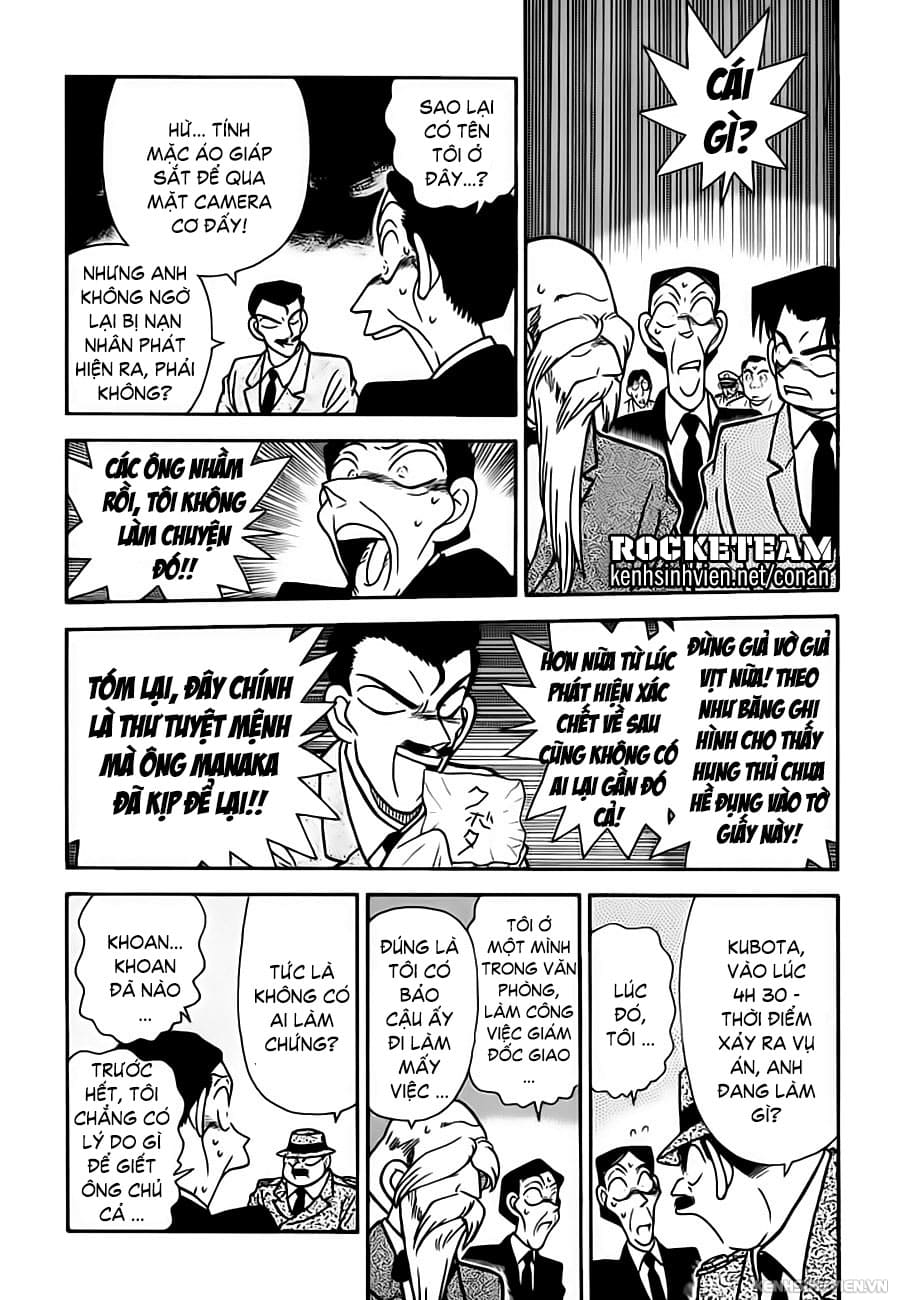 CÁI
GÌ?
ROCKETEAM
kenhsinhvien.net/conan
SAO LẠI
CÓ TÊN
TÔI Ở
ĐÂY...?
HỪ... TÍNH
MẶC ÁO GIÁP
SẮT ĐỂ QUA
MẶT CAMERA
CƠ ĐẤY!
NHƯNG ANH
KHÔNG NGỜ
LẠI BỊ NẠN
NHÂN PHÁT
HIỆN RA, PHẢI
KHÔNG?
CÁC ÔNG NHẦM
RỒI, TÔI KHÔNG
LÀM CHUYỆN
ĐÓ!!
ĐỪNG GIẢ VỜ GIẢ
VỊT NỮA! THEO
NHƯ BĂNG GHI
HÌNH CHO THẤY
HUNG THỦ CHƯA
HỀ ĐỤNG VÀO TỜ
GIẤY NÀY!
HƠN NỮA TỪ LÚC
PHÁT HIỆN XÁC
CHẾT VỀ SAU
CŨNG KHÔNG CÓ
AI LẠI GẦN ĐÓ
CẢ!
TÓM LẠI, ĐÂY CHÍNH
LÀ THƯ TUYỆT MỆNH
MÀ ÔNG MANAKA
ĐÃ KỊP ĐỂ LẠI!!
KUBOTA,
VÀO LÚC
4H 30 -
THỜI ĐIỂM
XẢY RA VỤ
ÁN, ANH
ĐANG LÀM
GÌ?
LÚC
ĐÓ,
TÔI ...
TÔI Ở
MỘT MÌNH
TRONG VĂN
PHÒNG,
LÀM CÔNG
VIỆC GIÁM
ĐỐC GIAO
...
ĐÚNG LÀ
TÔI CÓ
BẢO
CẬU ẤY
ĐI LÀM
MẤY
VIỆC ...
TỨC LÀ
KHÔNG CÓ
AI LÀM
CHỨNG?
KHOAN...
KHOAN
ĐÃ NÀO
...
TRƯỚC
HẾT, TÔI
CHẲNG CÓ
LÝ DO GÌ
ĐỂ GIẾT
ÔNG CHỦ
CẢ ...